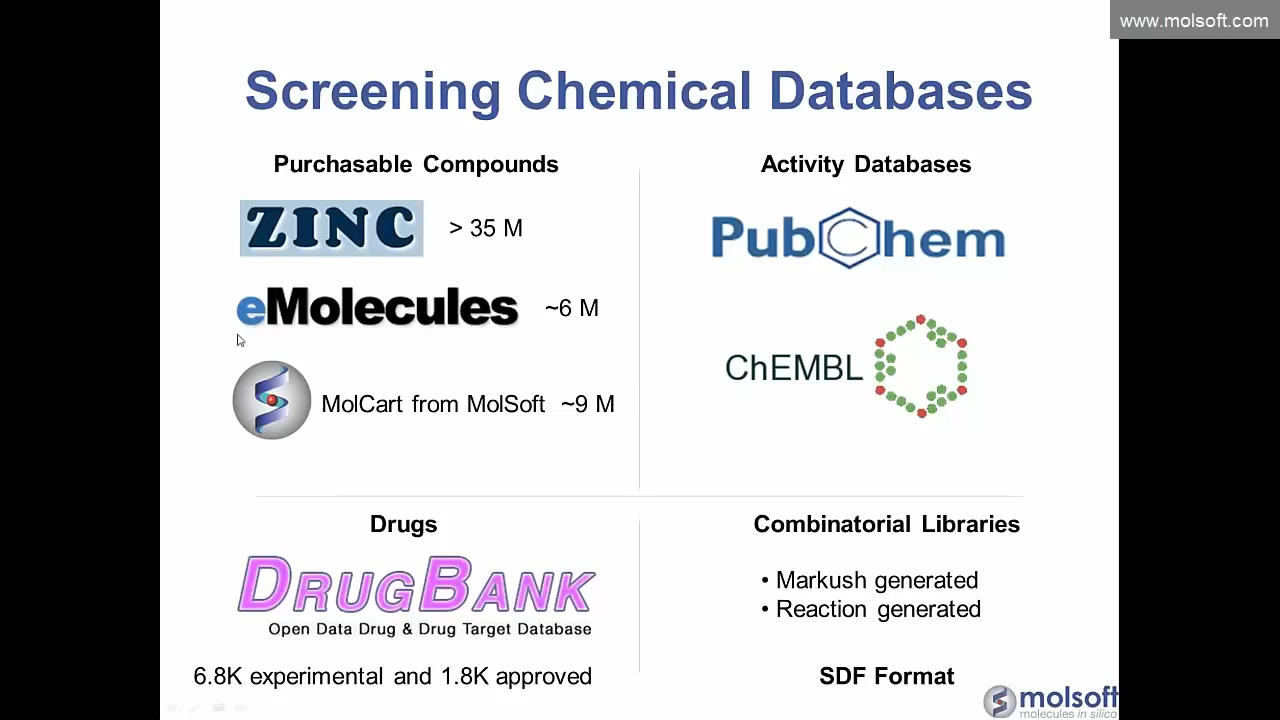 www.molsoft.com
Screening Chemical Databases
Purchasable Compounds
ZINC > 35 M
eMolecules ~6 M
MolCart from MolSoft ~9 M
Activity Databases
PubChem
ChEMBL
Drugs
DRUGBANK
Open Data Drug & Drug Target Database
6.8K experimental and 1.8K approved
Combinatorial Libraries
• Markush generated
• Reaction generated
SDF Format
molsoft
molecules in silico